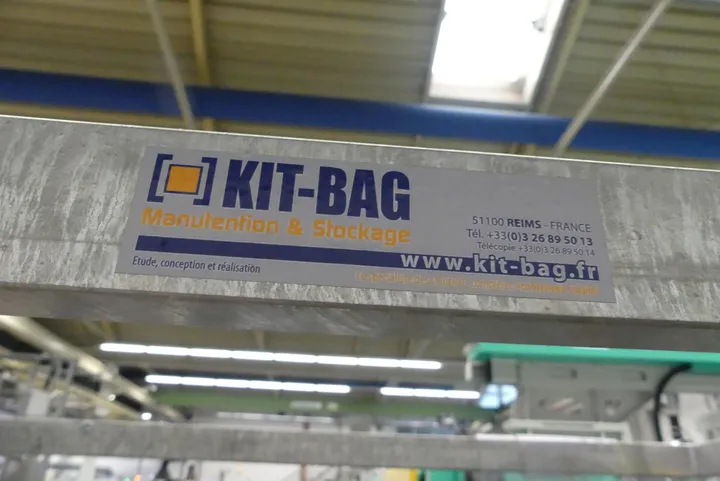 KIT-BAG
Manutention & Stockage
51100 REIMS - FRANCE
Tél. +33(0)3 26 89 50 13
Télécopie +33(0)3 26 89 50 14
www.kit-bag.fr
Etude, conception et réalisation